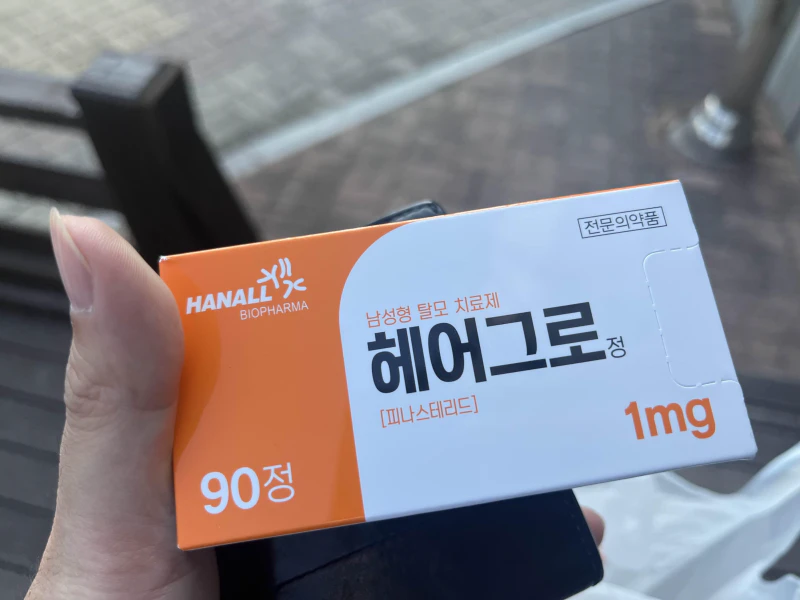 전문의약품
HANALL
BIOPHARMA
남성형 탈모 치료제
헤어그로정
[피나스테리드]
1mg
90정